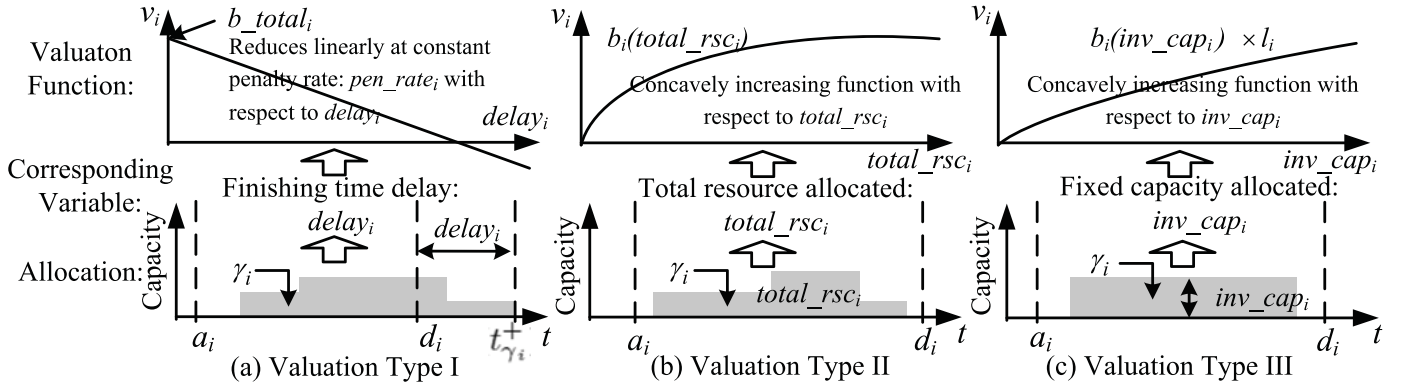 Valuaton
Function:
Corresponding
Variable:
Allocation:
v_i
b_total_i
Reduces linearly at constant
penalty rate: pen_rate_i with
respect to delay_i
delay_i
Finishing time delay:
delay_i
delay_i
Capacity
γ_i
a_i
d_i
t^+_{γ_i}
t
(a) Valuation Type I
v_i
b_i(total_rsc_i)
Concavely increasing function with
respect to total_rsc_i
total_rsc_i
Total resource allocated:
total_rsc_i
Capacity
γ_i
total_rsc_i
a_i
d_i
t
(b) Valuation Type II
v_i
b_i(inv_cap_i) ×l_i
Concavely increasing function with
respect to inv_cap_i
inv_cap_i
Fixed capacity allocated:
inv_cap_i
Capacity
γ_i
inv_cap_i
a_i
d_i
t
(c) Valuation Type III